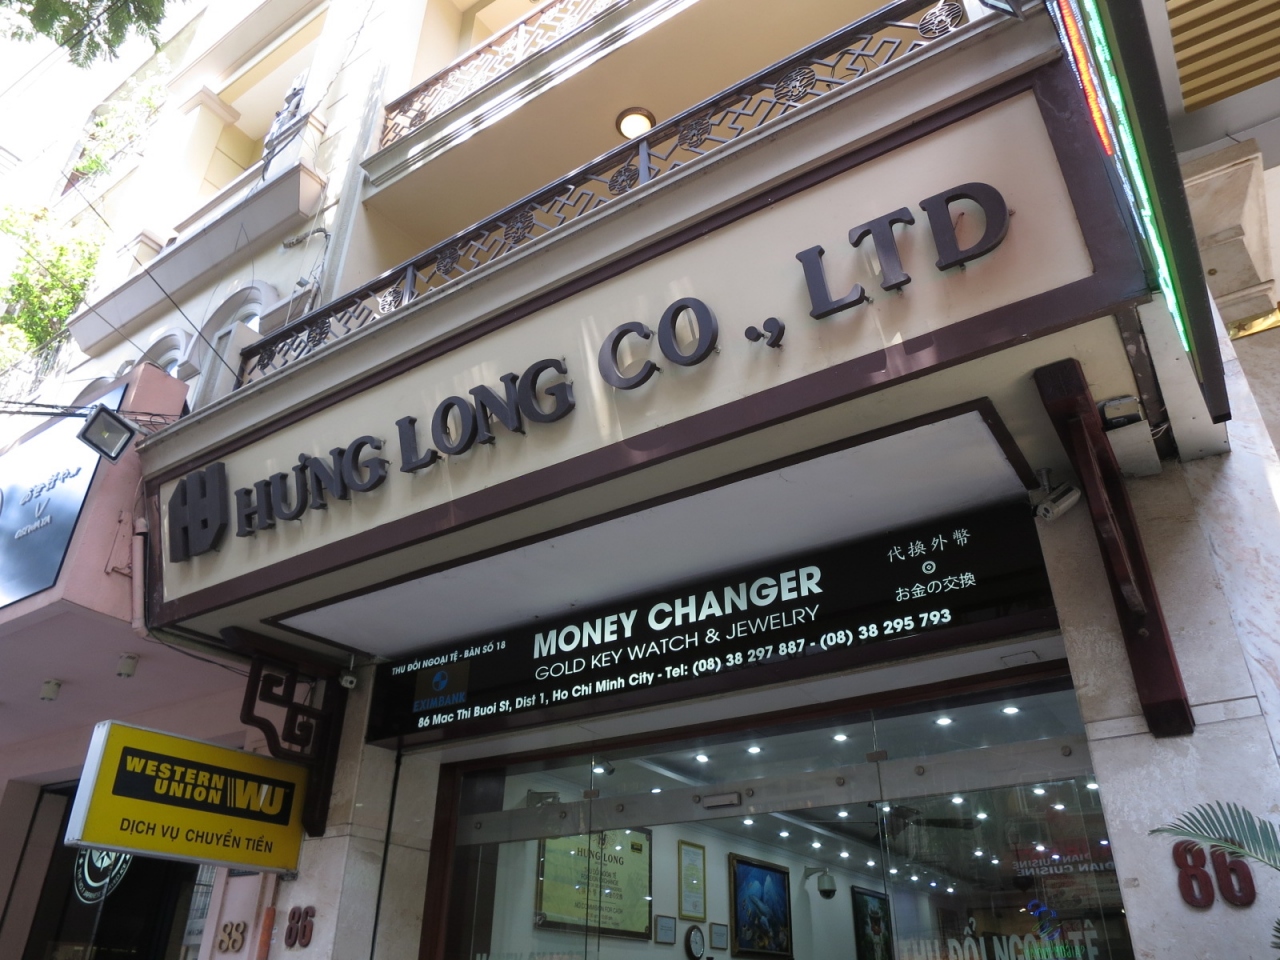 HƯNG LONG CO., LTD
代換外幣
お金の交換
THU ĐỔI NGOẠI TỆ - BÀN SỐ 18
EXIMBANK
MONEY CHANGER
GOLD KEY WATCH & JEWELRY
86 Mac Thi Buoi St, Dist 1, Ho Chi Minh City - Tel: (08) 38 297 887 - (08) 38 295 793
WESTERN
UNION WU
DỊCH VỤ CHUYỂN TIỀN
HUNG LONG
THU ĐỔI NGOẠI TỆ
CUISINE
88
86
86